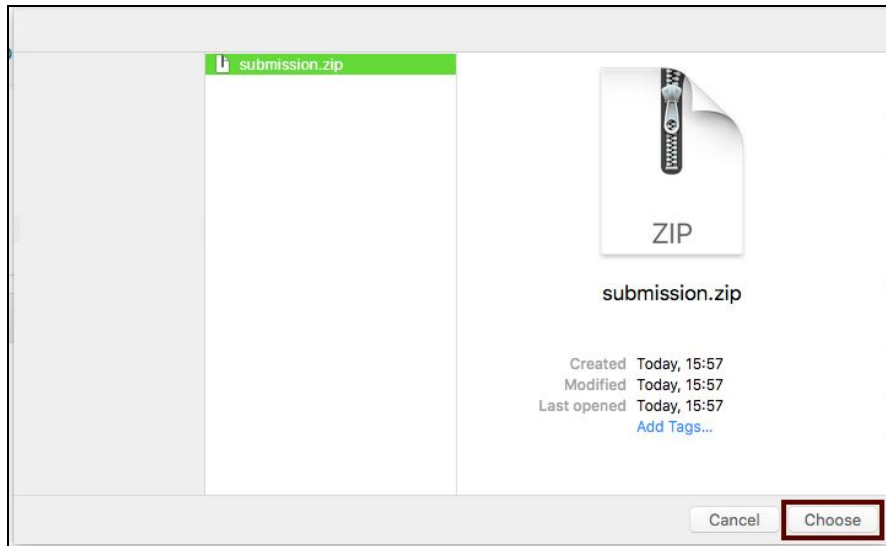 submission.zip
ZIP
submission.zip
Created Today, 15:57
Modified Today, 15:57
Last opened Today, 15:57
Add Tags...
Cancel Choose